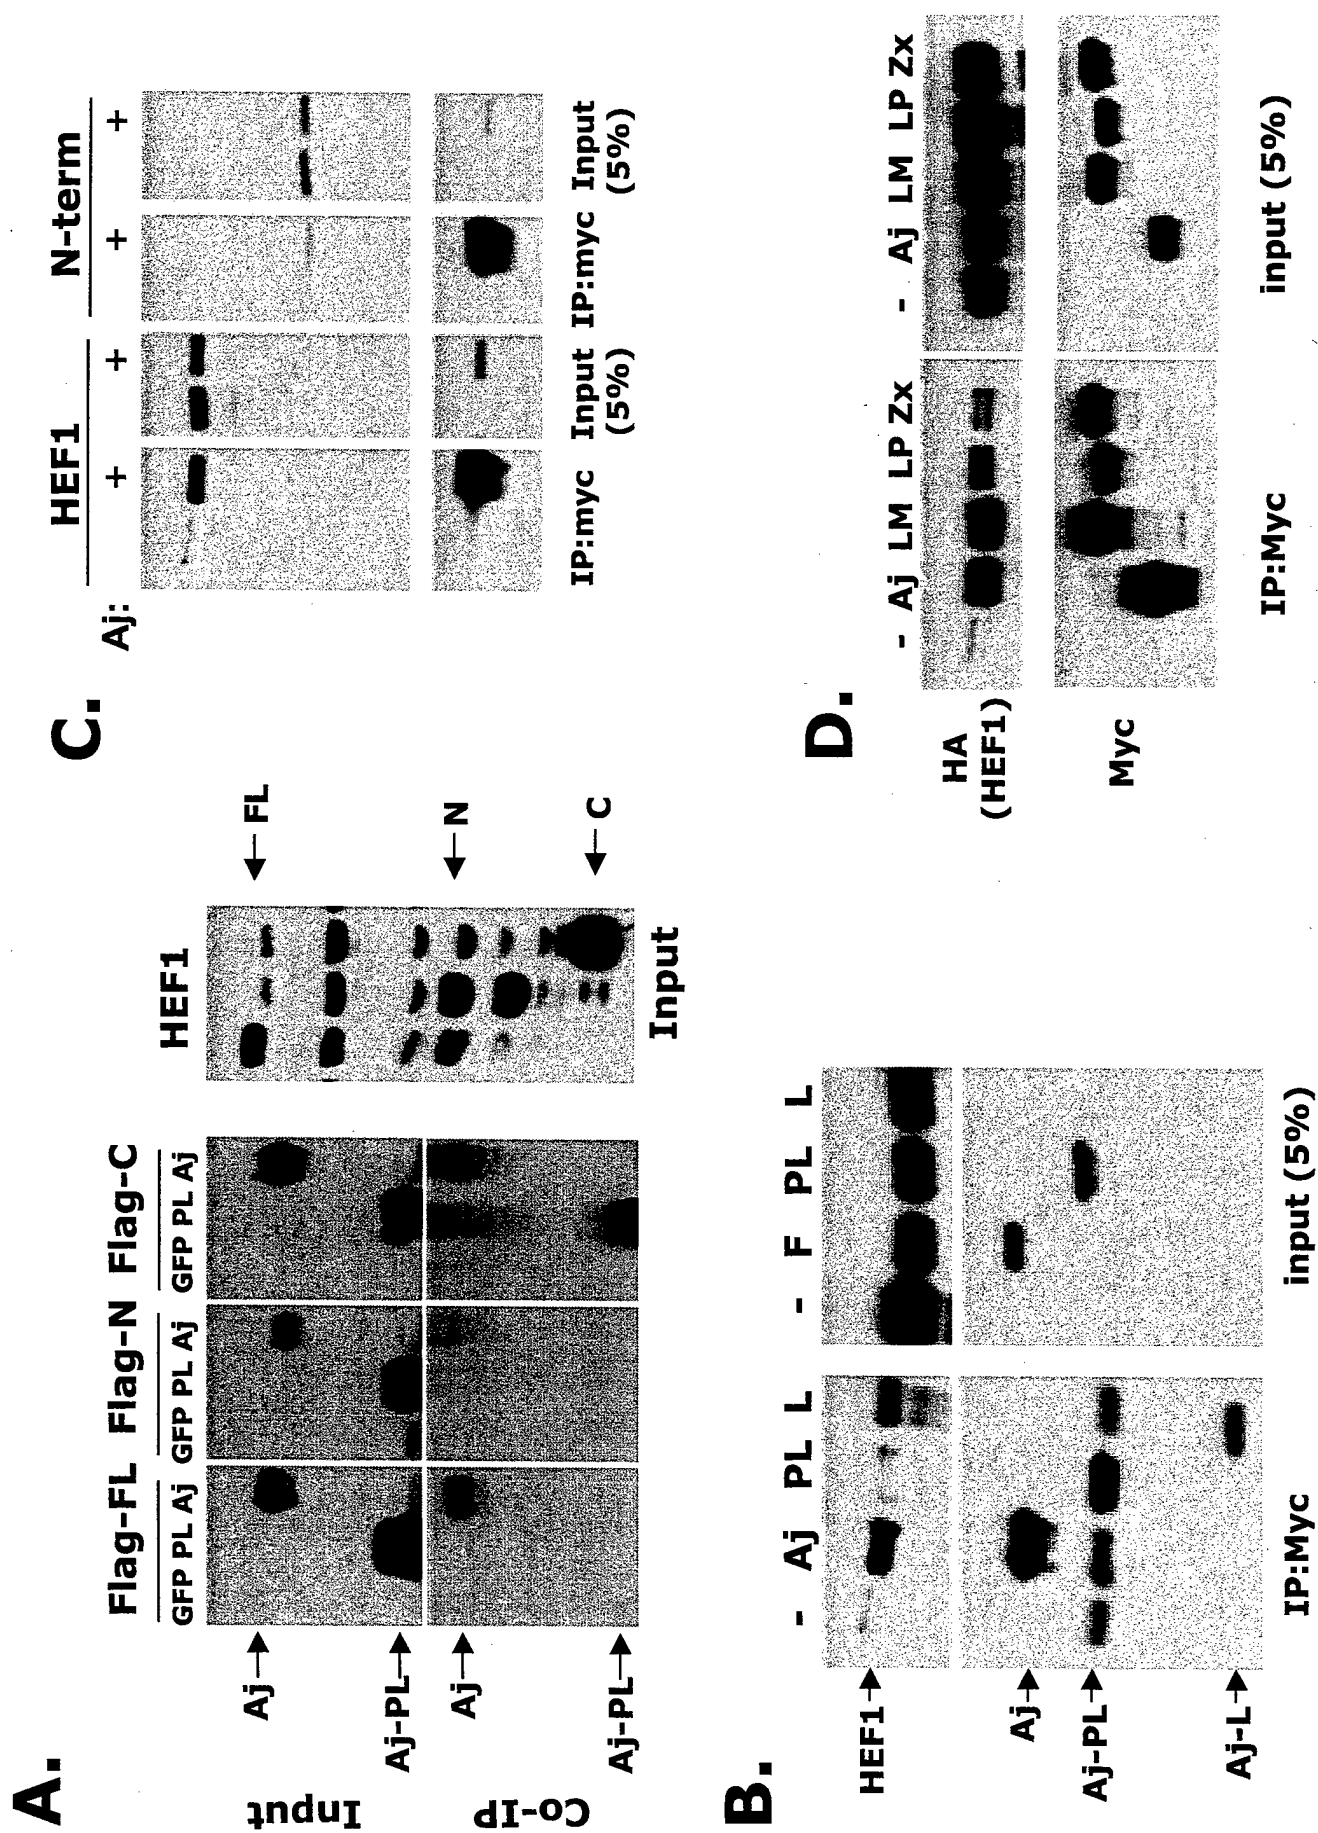 A.
Flag-FL Flag-N Flag-C
GFP PL Aj GFP PL Aj GFP PL Aj
HEF1
Input
Aj
Aj-PL
Co-IP
Aj
Aj-PL
FL
N
C
Input
B.
- Aj PL L - F PL L
HEF1
Aj
Aj-PL
Aj-L
IP:Myc input (5%)
C.
HEF1 N-term
Aj: + + + +
IP:myc Input IP:myc Input
(5%) (5%)
D.
- Aj LM LP Zx - Aj LM LP Zx
HA
(HEF1)
Myc
IP:Myc input (5%)